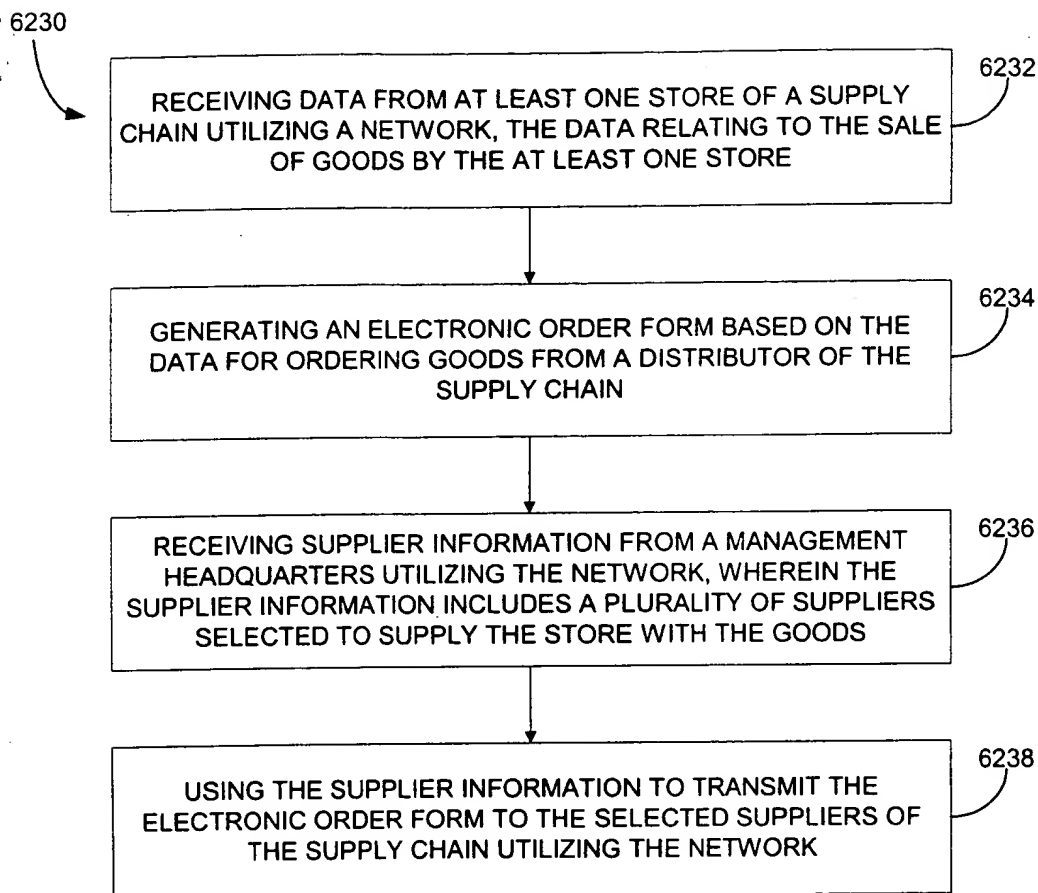 6230
6232
RECEIVING DATA FROM AT LEAST ONE STORE OF A SUPPLY
CHAIN UTILIZING A NETWORK, THE DATA RELATING TO THE SALE
OF GOODS BY THE AT LEAST ONE STORE
6234
GENERATING AN ELECTRONIC ORDER FORM BASED ON THE
DATA FOR ORDERING GOODS FROM A DISTRIBUTOR OF THE
SUPPLY CHAIN
6236
RECEIVING SUPPLIER INFORMATION FROM A MANAGEMENT
HEADQUARTERS UTILIZING THE NETWORK, WHEREIN THE
SUPPLIER INFORMATION INCLUDES A PLURALITY OF SUPPLIERS
SELECTED TO SUPPLY THE STORE WITH THE GOODS
6238
USING THE SUPPLIER INFORMATION TO TRANSMIT THE
ELECTRONIC ORDER FORM TO THE SELECTED SUPPLIERS OF
THE SUPPLY CHAIN UTILIZING THE NETWORK